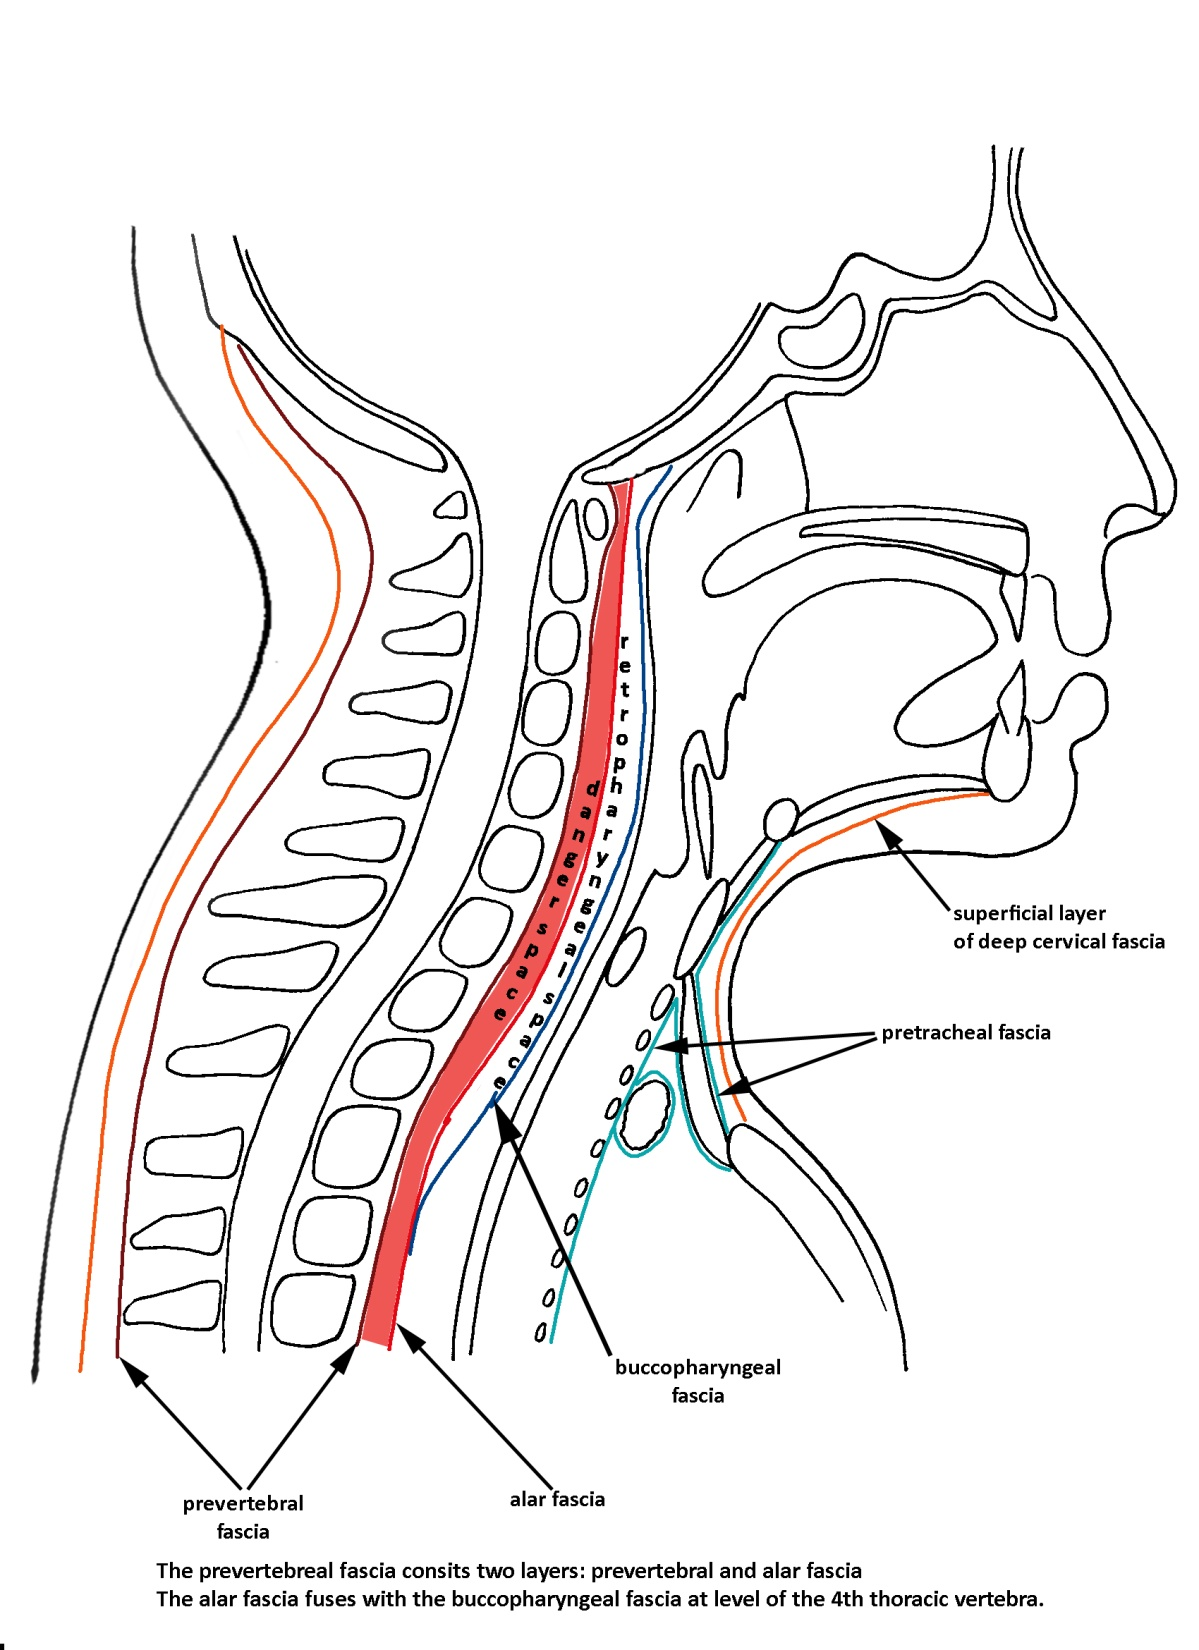 retropharyngeal space
danger space
superficial layer
of deep cervical fascia
pretracheal fascia
buccopharyngeal
fascia
alar fascia
prevertebral
fascia
The prevertebreal fascia consits two layers: prevertebral and alar fascia
The alar fascia fuses with the buccopharyngeal fascia at level of the 4th thoracic vertebra.